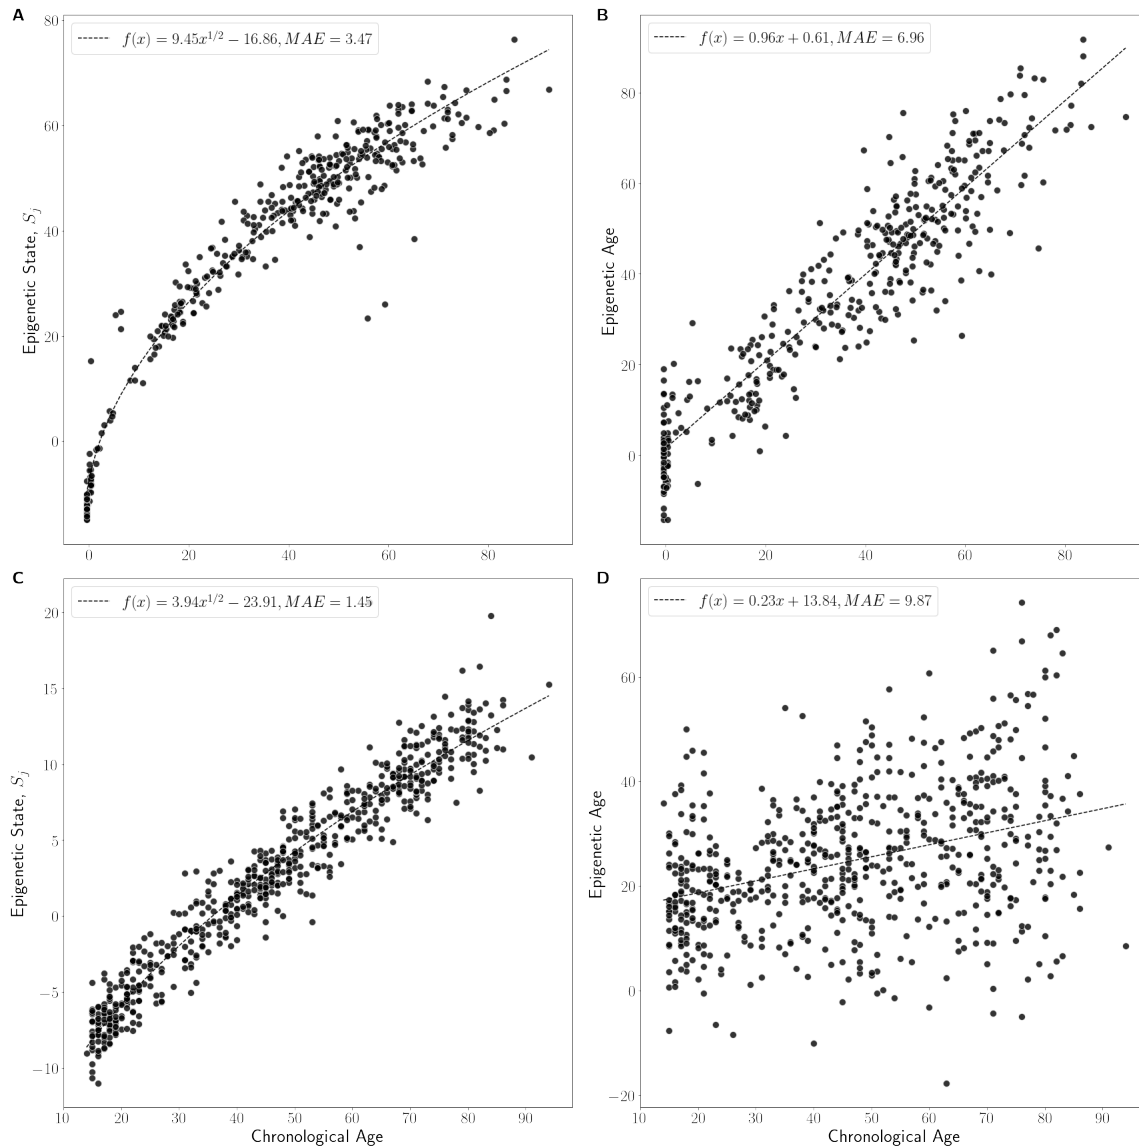 A
f(x) = 9.45x^{1/2} − 16.86, MAE = 3.47
80
60
40
20
0
Epigenetic State, S_j
0 20 40 60 80
B
f(x) = 0.96x + 0.61, MAE = 6.96
80
60
40
20
0
Epigenetic Age
0 20 40 60 80
C
f(x) = 3.94x^{1/2} − 23.91, MAE = 1.45
20
15
10
5
0
−5
−10
Epigenetic State, S_j
10 20 30 40 50 60 70 80 90
Chronological Age
D
f(x) = 0.23x + 13.84, MAE = 9.87
60
40
20
0
−20
Epigenetic Age
10 20 30 40 50 60 70 80 90
Chronological Age